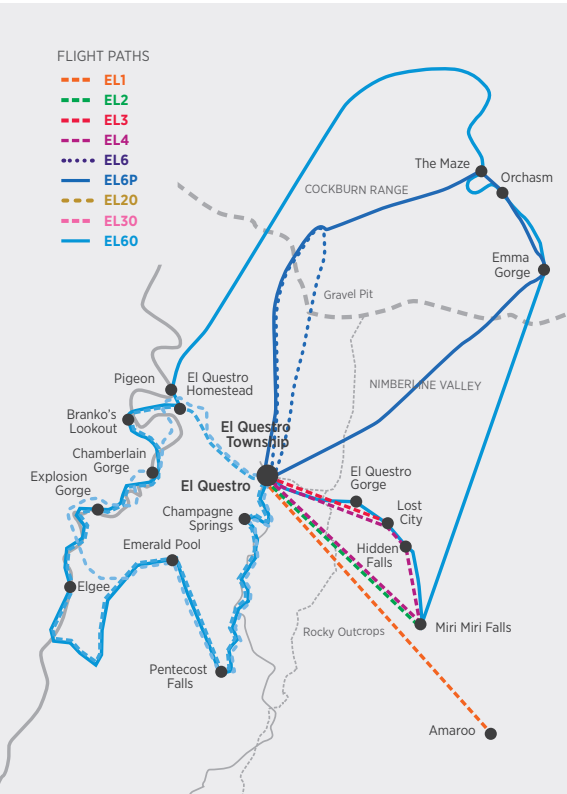 FLIGHT PATHS
EL1
EL2
EL3
EL4
EL6
EL6P
EL20
EL30
EL60
The Maze
Orchasm
COCKBURN RANGE
Emma
Gorge
Gravel Pit
Pigeon
El Questro
Homestead
NIMBERLINE VALLEY
Branko's
Lookout
El Questro
Township
Chamberlain
Gorge
El Questro
Gorge
Explosion
Gorge
El Questro
Lost
City
Champagne
Springs
Emerald Pool
Hidden
Falls
Elgee
Miri Miri Falls
Rocky Outcrops
Pentecost
Falls
Amaroo